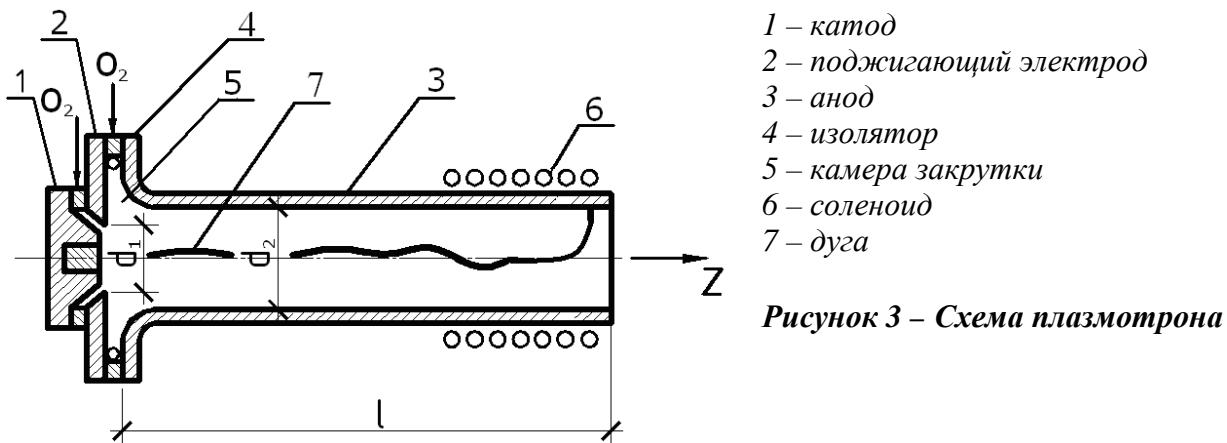 2
4
1 – катод
2 – поджигающий электрод
3 – анод
4 – изолятор
5 – камера закрутки
6 – соленоид
7 – дуга
O₂
1
O₂
5
7
3
6
d₁
d₂
Z
l
Рисунок 3 – Схема плазмотрона